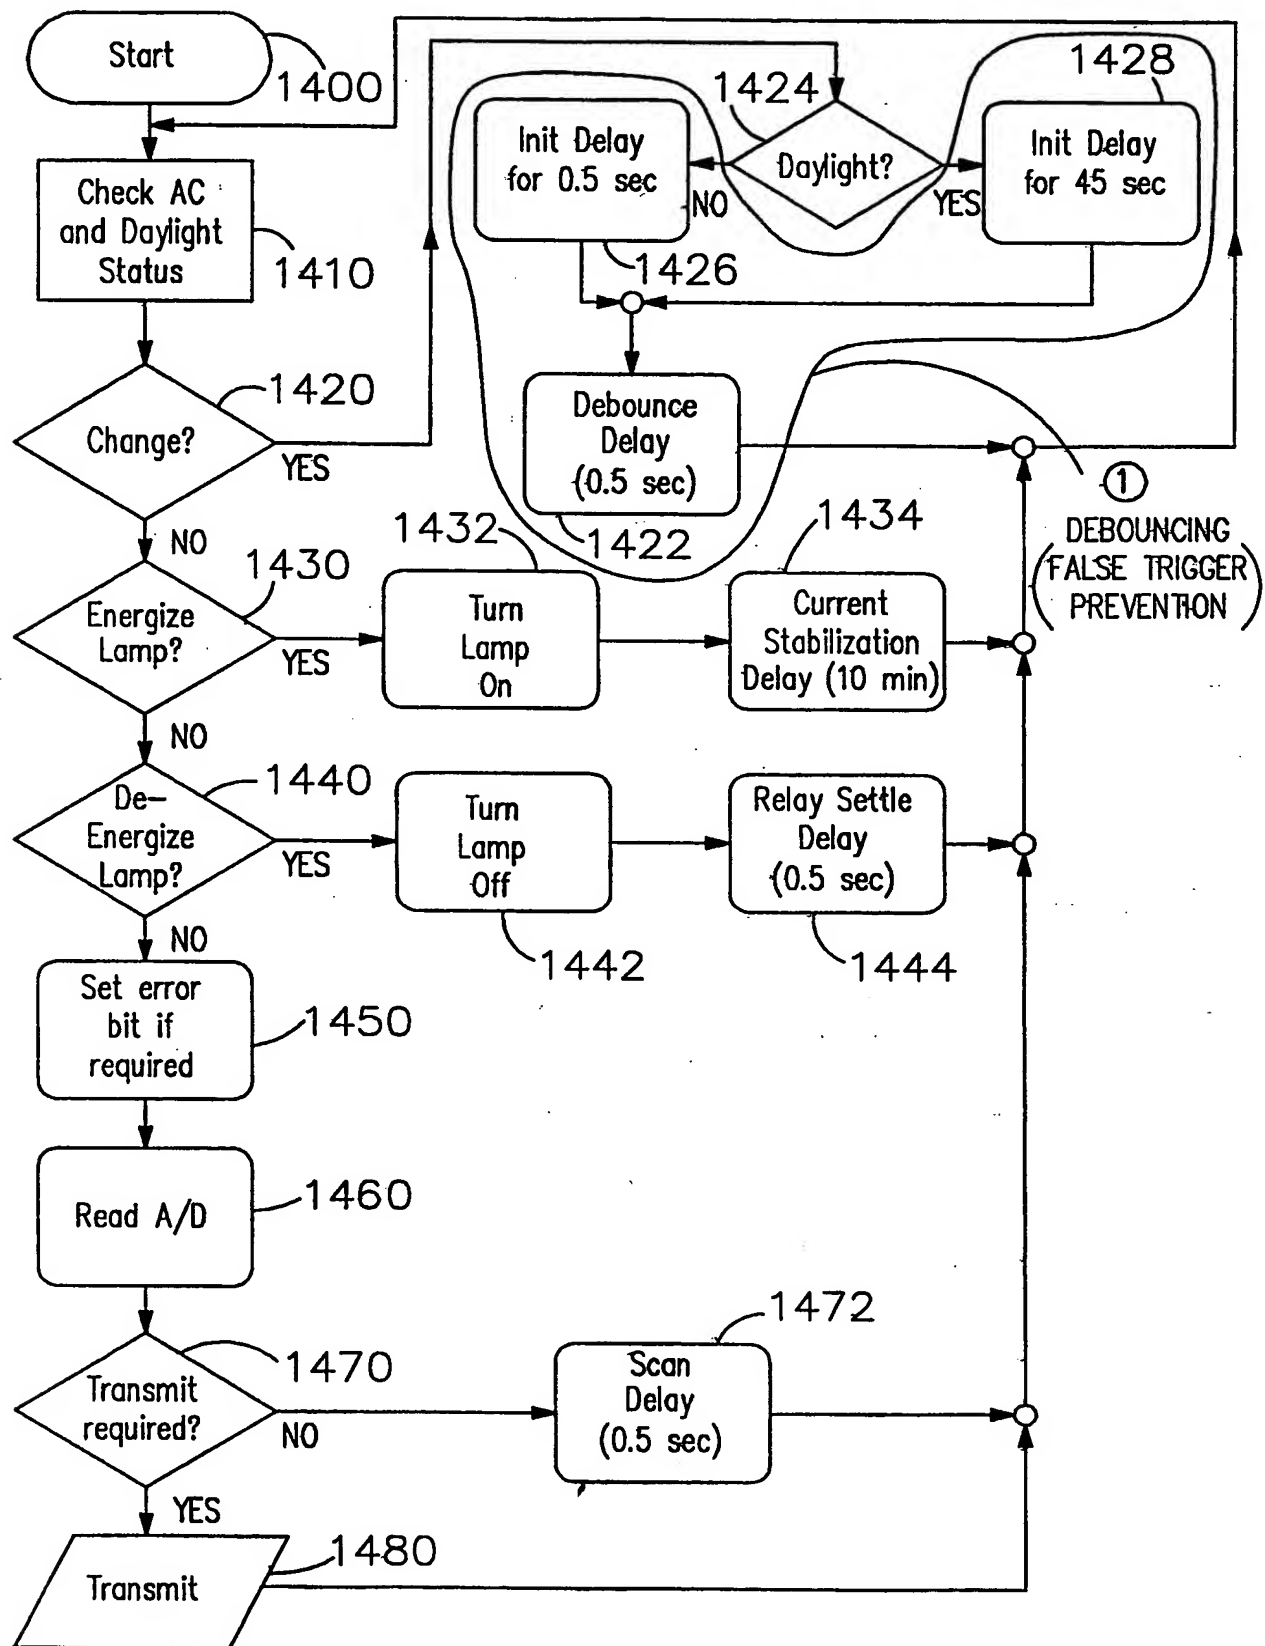 Start
1400
Check AC
and Daylight
Status
1410
Change?
1420
YES
NO
1424
Daylight?
NO
YES
Init Delay
for 0.5 sec
1426
1428
Init Delay
for 45 sec
Debounce
Delay
(0.5 sec)
1422
1
(DEBOUNCING
FALSE TRIGGER
PREVENTION)
1430
Energize
Lamp?
YES
NO
1432
Turn
Lamp
On
1434
Current
Stabilization
Delay (10 min)
1440
De-
Energize
Lamp?
YES
NO
Turn
Lamp
Off
1442
Relay Settle
Delay
(0.5 sec)
1444
Set error
bit if
required
1450
Read A/D
1460
1470
Transmit
required?
NO
YES
1472
Scan
Delay
(0.5 sec)
Transmit
1480